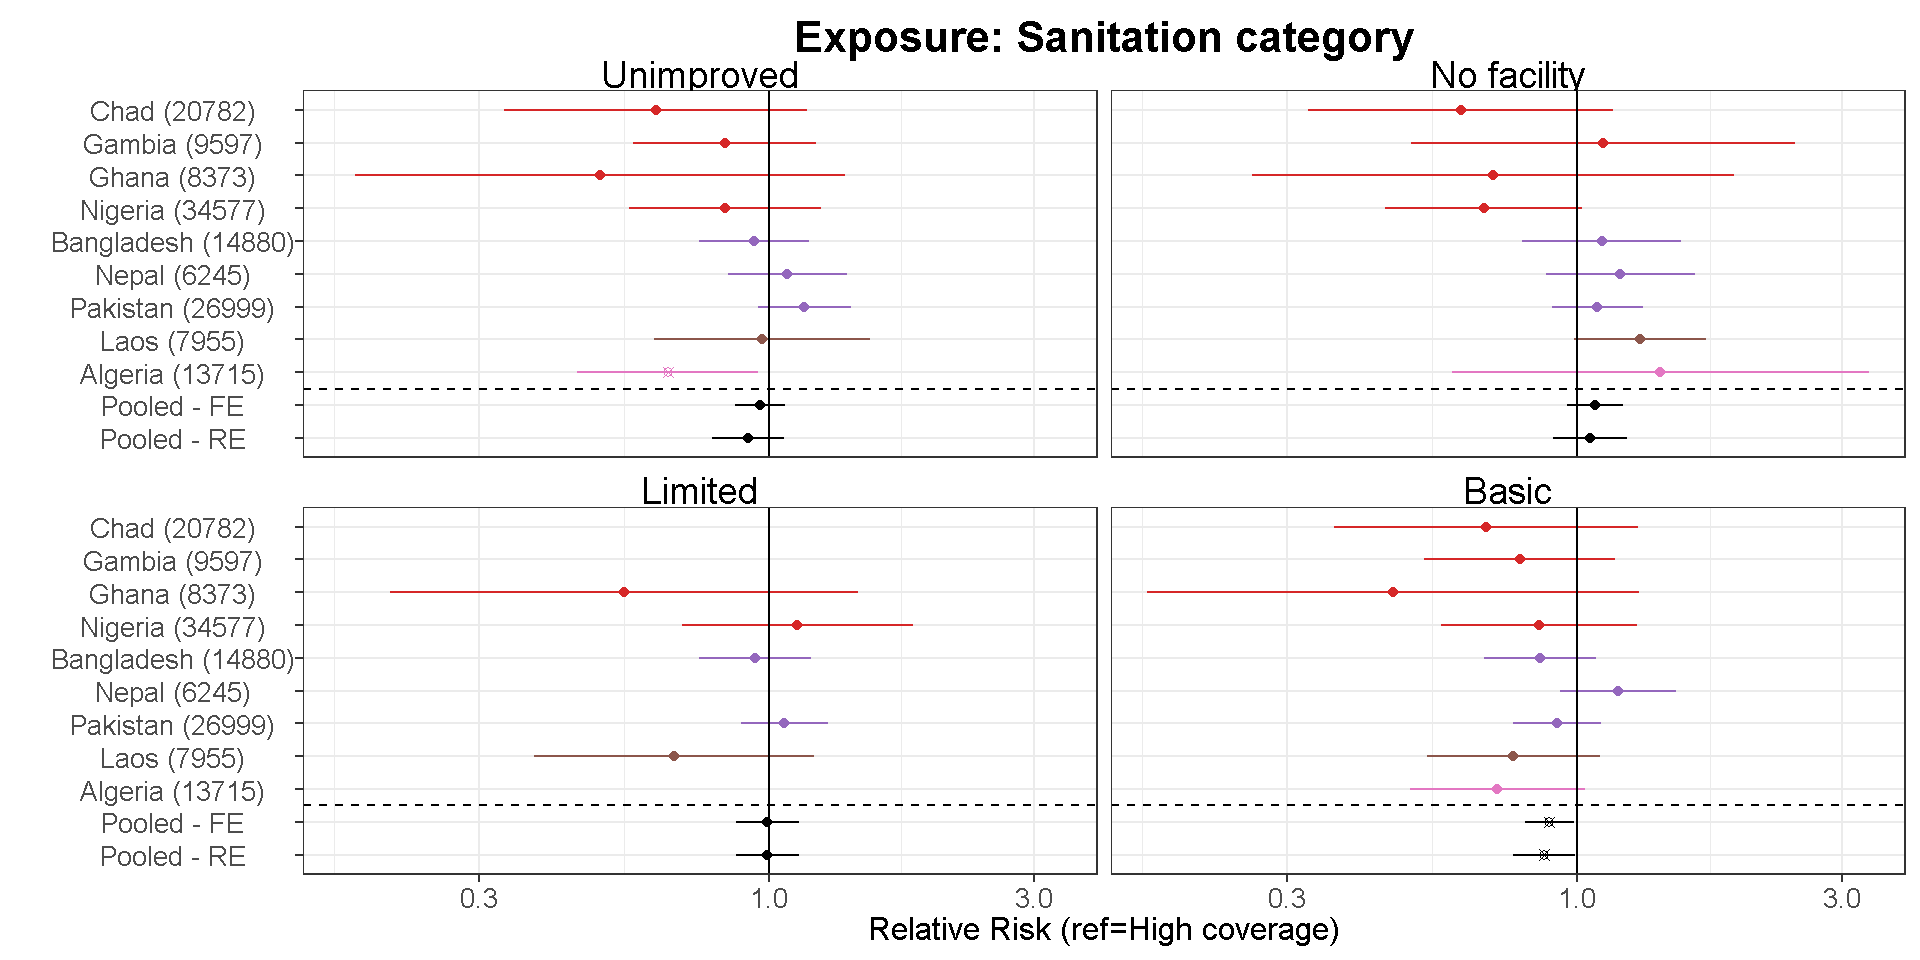 Exposure: Sanitation category
Unimproved
No facility
Chad (20782)
Gambia (9597)
Ghana (8373)
Nigeria (34577)
Bangladesh (14880)
Nepal (6245)
Pakistan (26999)
Laos (7955)
Algeria (13715)
Pooled - FE
Pooled - RE
Limited
Basic
Chad (20782)
Gambia (9597)
Ghana (8373)
Nigeria (34577)
Bangladesh (14880)
Nepal (6245)
Pakistan (26999)
Laos (7955)
Algeria (13715)
Pooled - FE
Pooled - RE
0.3 1.0 3.0 0.3 1.0 3.0
Relative Risk (ref=High coverage)